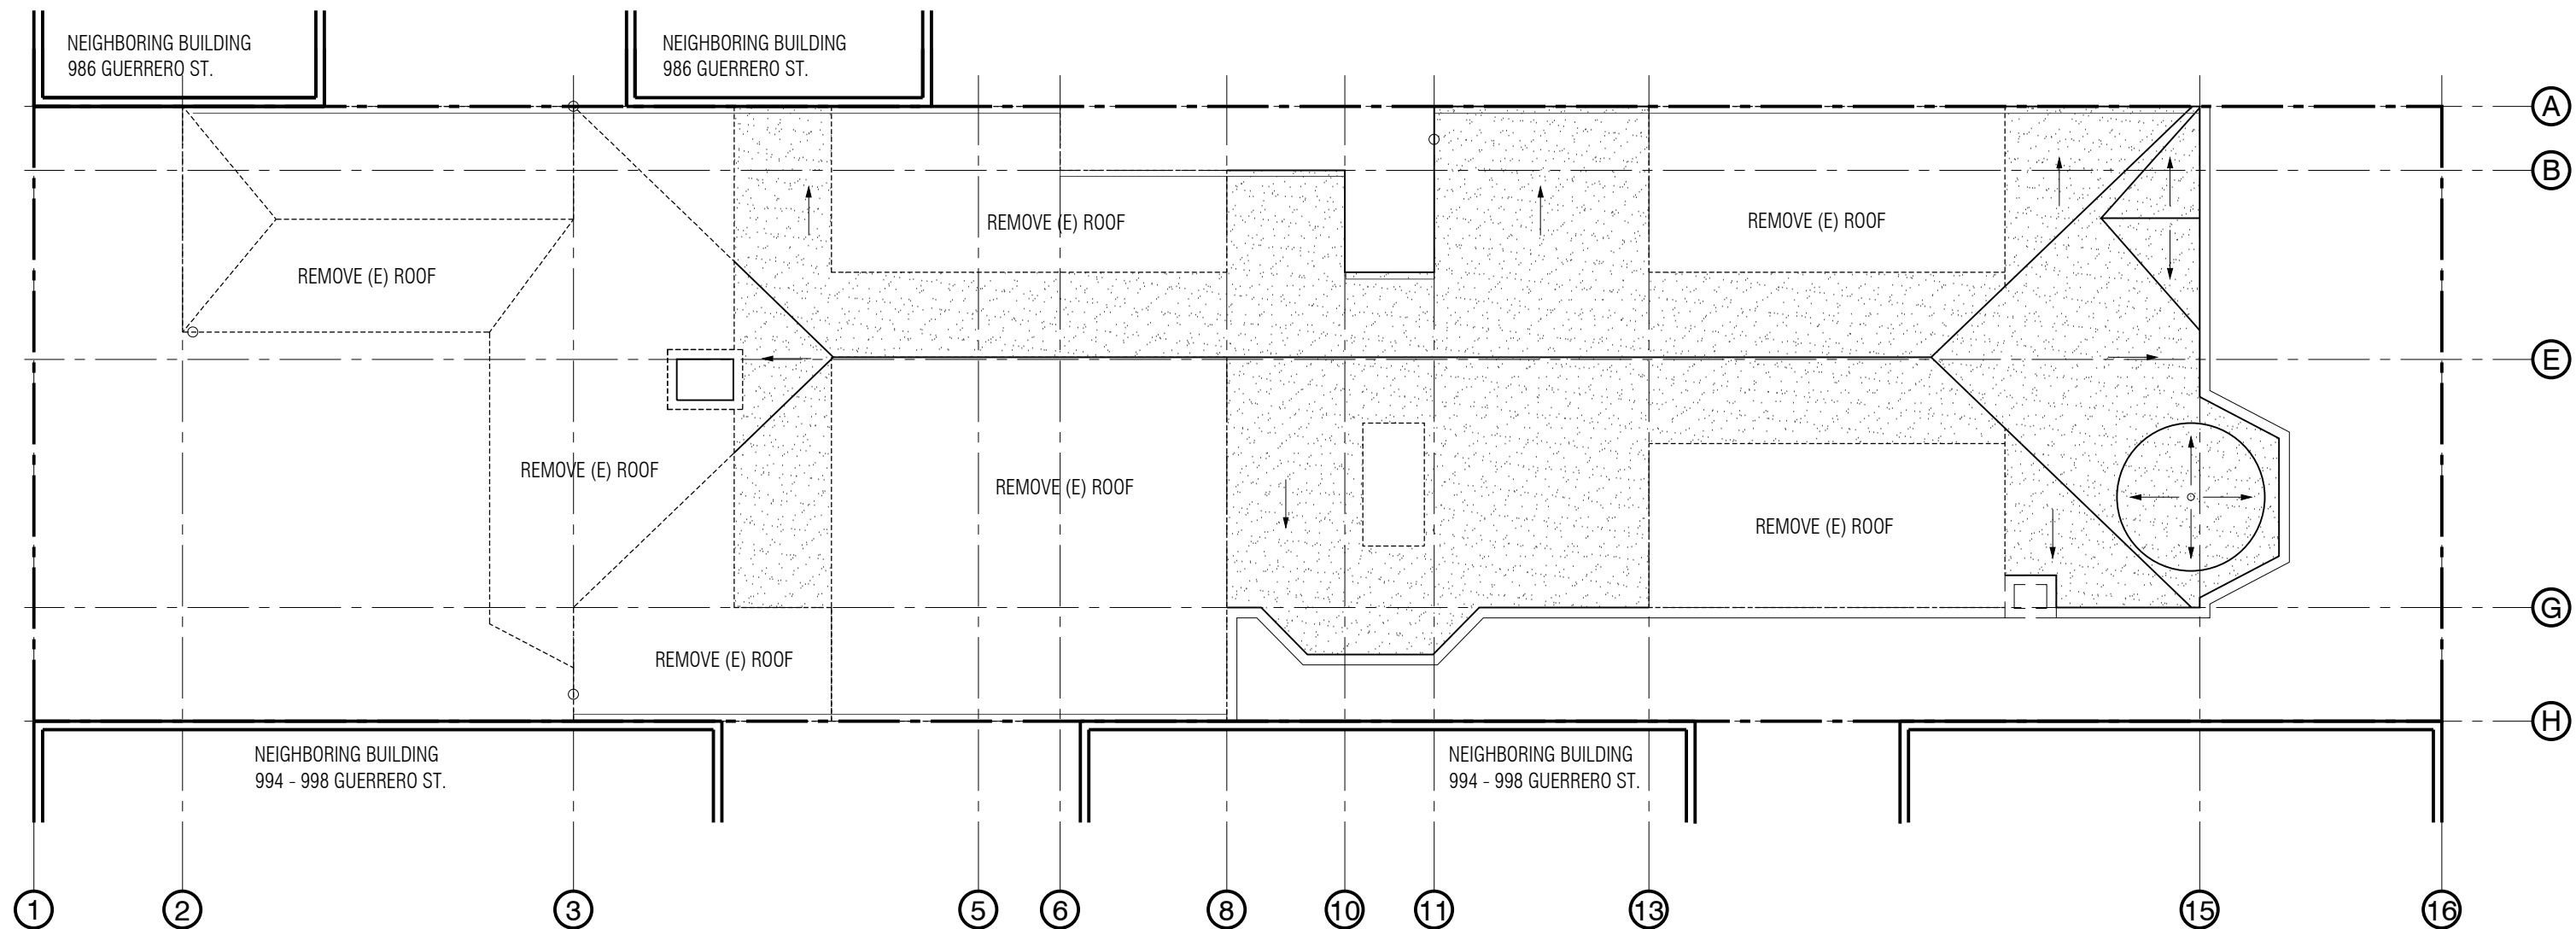 NEIGHBORING BUILDING
986 GUERRERO ST.
NEIGHBORING BUILDING
986 GUERRERO ST.
A
B
REMOVE (E) ROOF
REMOVE (E) ROOF
REMOVE (E) ROOF
E
REMOVE (E) ROOF
REMOVE (E) ROOF
REMOVE (E) ROOF
G
REMOVE (E) ROOF
H
NEIGHBORING BUILDING
994 - 998 GUERRERO ST.
NEIGHBORING BUILDING
994 - 998 GUERRERO ST.
1 2 3 5 6 8 10 11 13 15 16